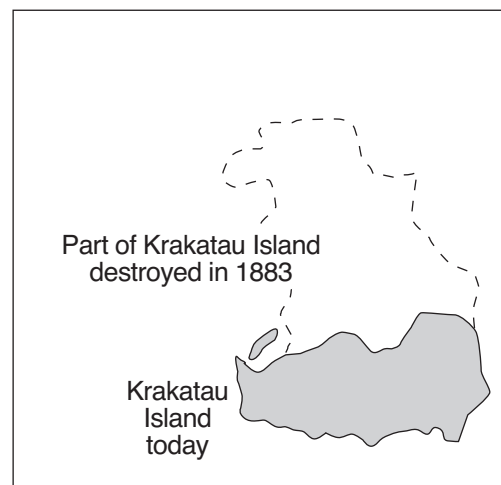 Part of Krakatau Island
destroyed in 1883
Krakatau
Island
today